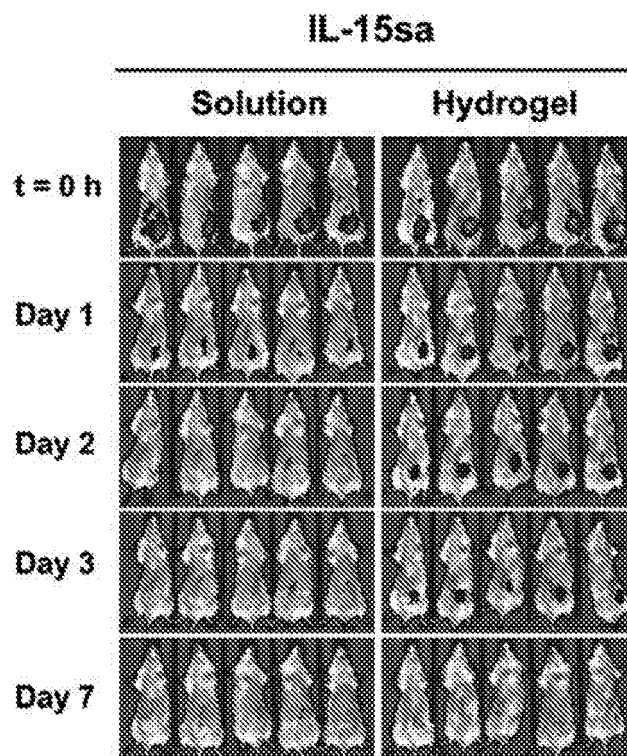 IL-15sa
Solution Hydrogel
t = 0 h
Day 1
Day 2
Day 3
Day 7